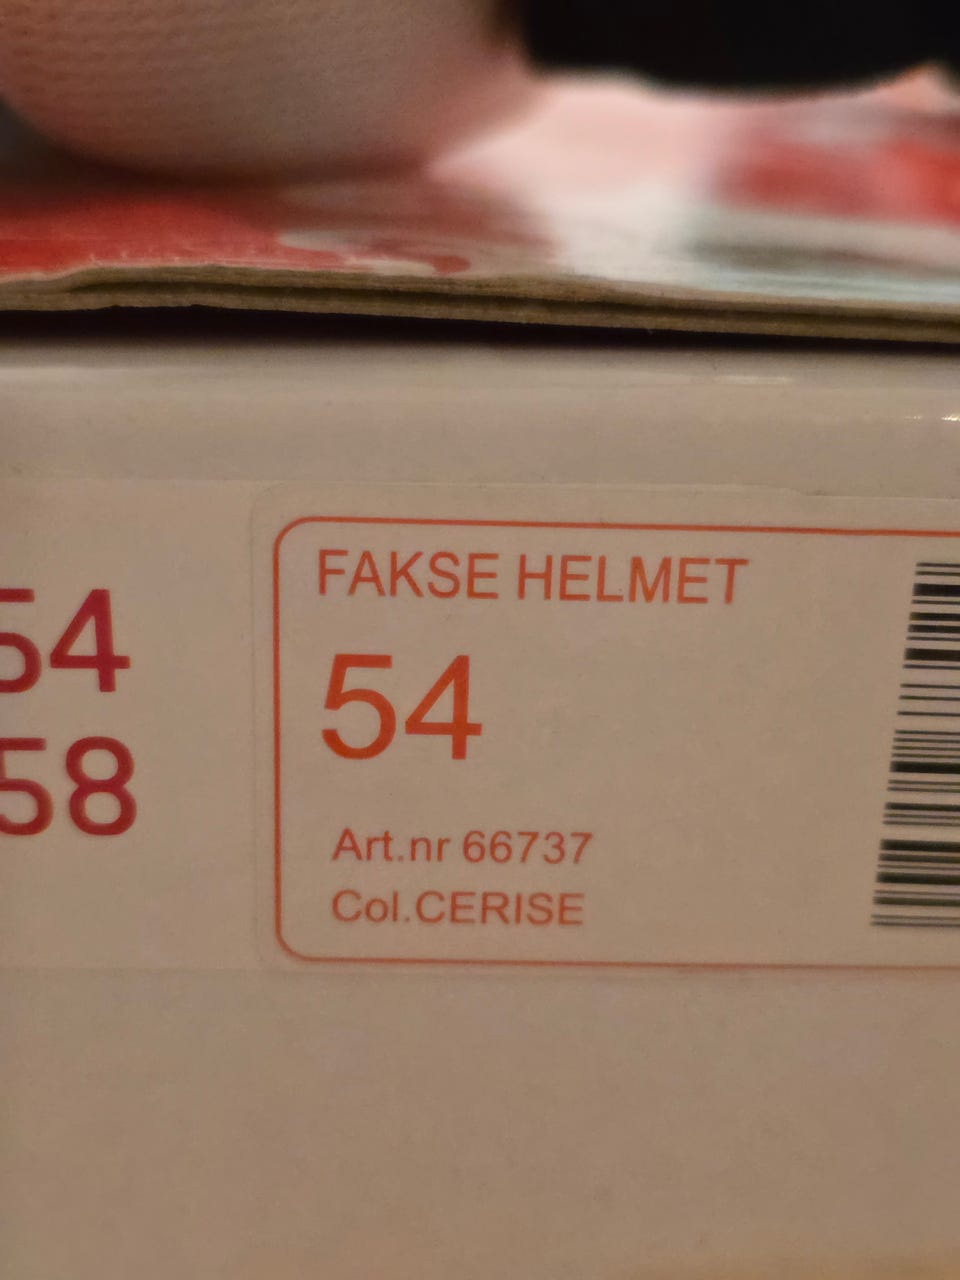 54
58
FAKSE HELMET
54
Art.nr 66737
Col.CERISE